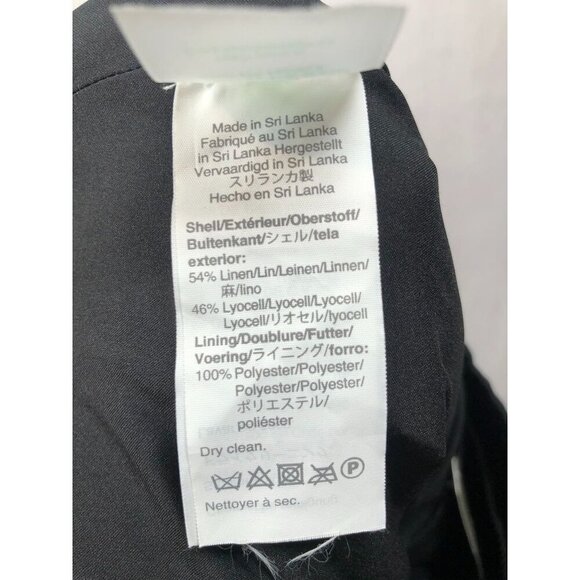 Made in Sri Lanka
Fabriqué au Sri Lanka
in Sri Lanka Hergestellt
Vervaardigd in Sri Lanka
スリランカ製
Hecho en Sri Lanka
Shell/Extérieur/Oberstoff/
Buitenkant/シェル/tela
exterior:
54% Linen/Lin/Leinen/Linnen/
麻/lino
46% Lyocell/Lyocell/Lyocell/
Lyocell/リオセル/lyocell
Lining/Doublure/Futter/
Voering/ライニング/forro:
100% Polyester/Polyester/
Polyester/Polyester/
ポリエステル/
poliéster
Dry clean.
P
Nettoyer à sec.